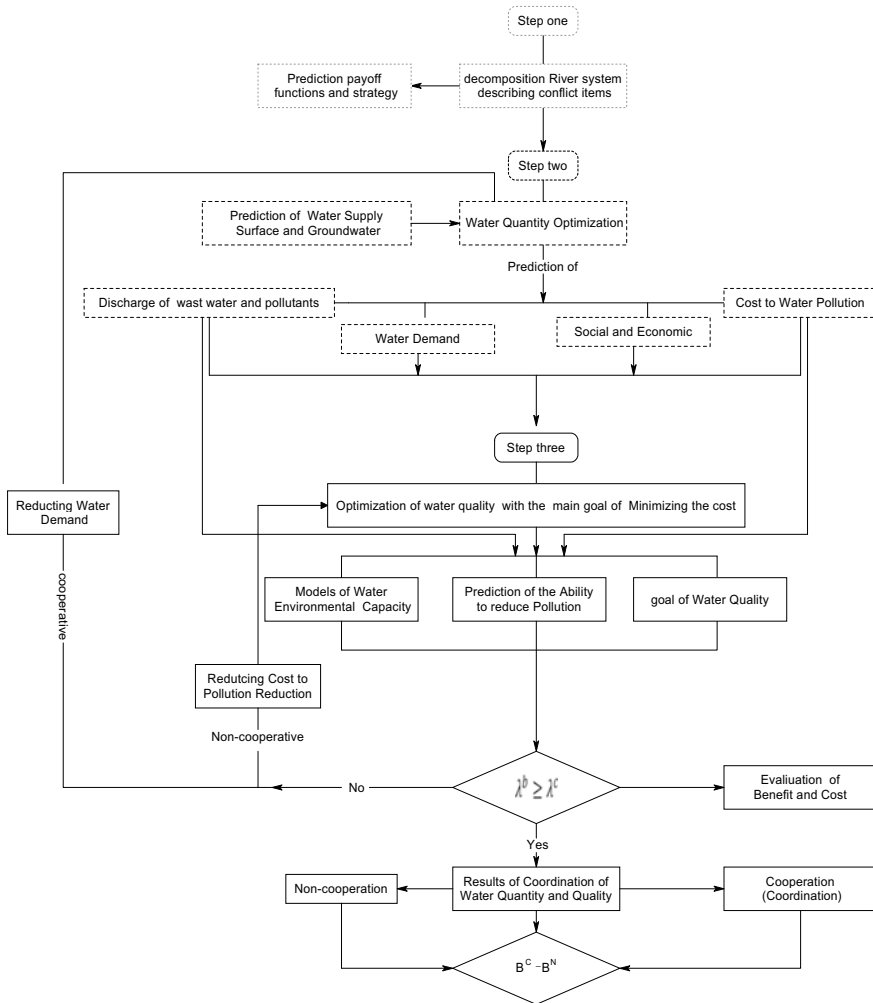 Step one
Prediction payoff
functions and strategy
decomposition River system
describing conflict items
Step two
Prediction of Water Supply
Surface and Groundwater
Water Quantity Optimization
Prediction of
Discharge of wast water and pollutants
Cost to Water Pollution
Water Demand
Social and Economic
Step three
Reducting Water
Demand
Optimization of water quality with the main goal of Minimizing the cost
cooperative
Models of Water
Environmental Capacity
Prediction of the Ability
to reduce Pollution
goal of Water Quality
Redutcing Cost to
Pollution Reduction
Non-cooperative
No
λᵇ ≥ λᶜ
Evailuation of
Benefit and Cost
Yes
Non-cooperation
Results of Coordination of
Water Quantity and Quality
Cooperation
(Coordination)
Bᶜ −Bᴺ